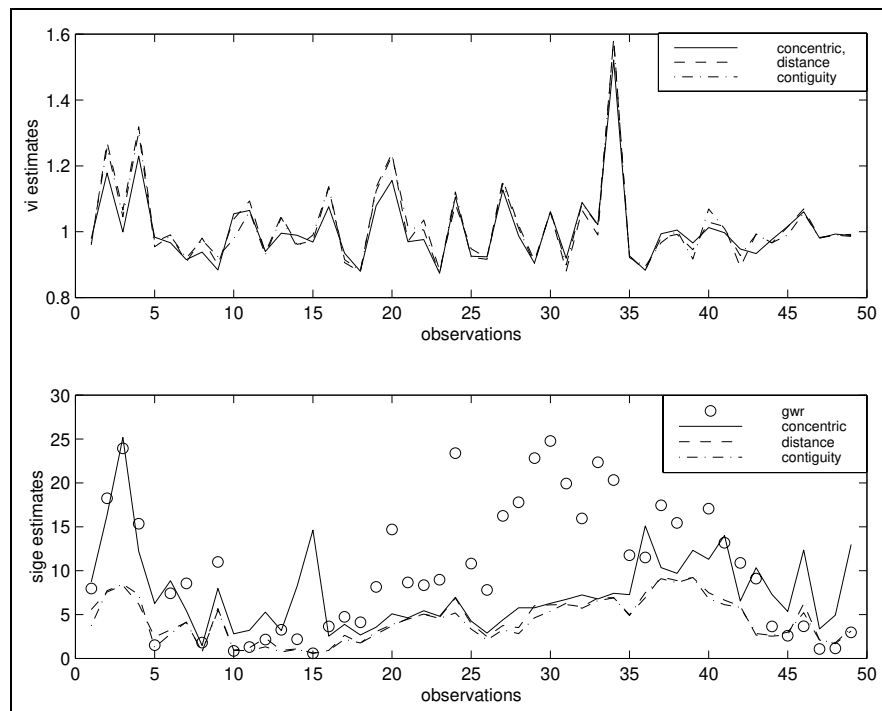 1.6
1.4
1.2
1
0.8
vi estimates
concentric,
distance
contiguity
0 5 10 15 20 25 30 35 40 45 50
observations
30
25
20
15
10
5
0
sige estimates
gwr
concentric
distance
contiguity
0 5 10 15 20 25 30 35 40 45 50
observations